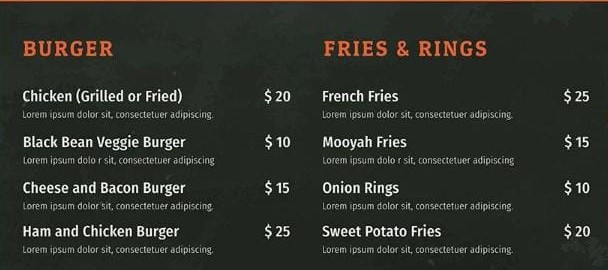 BURGER
Chicken (Grilled or Fried) $ 20
Lorem ipsum dolor sit, consectetuer adipiscing.
Black Bean Veggie Burger $ 10
Lorem ipsum dolo r sit, consectetuer adipiscing
Cheese and Bacon Burger $ 15
Lorem ipsum dolor sit, consectetuer adipiscing.
Ham and Chicken Burger $ 25
Lorem ipsum dolor sit, consectetuer adipiscing.
FRIES & RINGS
French Fries $ 25
Lorem ipsum dolor sit, consectetuer adipiscing.
Mooyah Fries $ 15
Lorem ipsum dolo r sit, consectetuer adipiscing
Onion Rings $ 10
Lorem ipsum dolor sit, consectetuer adipiscing.
Sweet Potato Fries $ 20
Lorem ipsum dolor sit, consectetuer adipiscing.